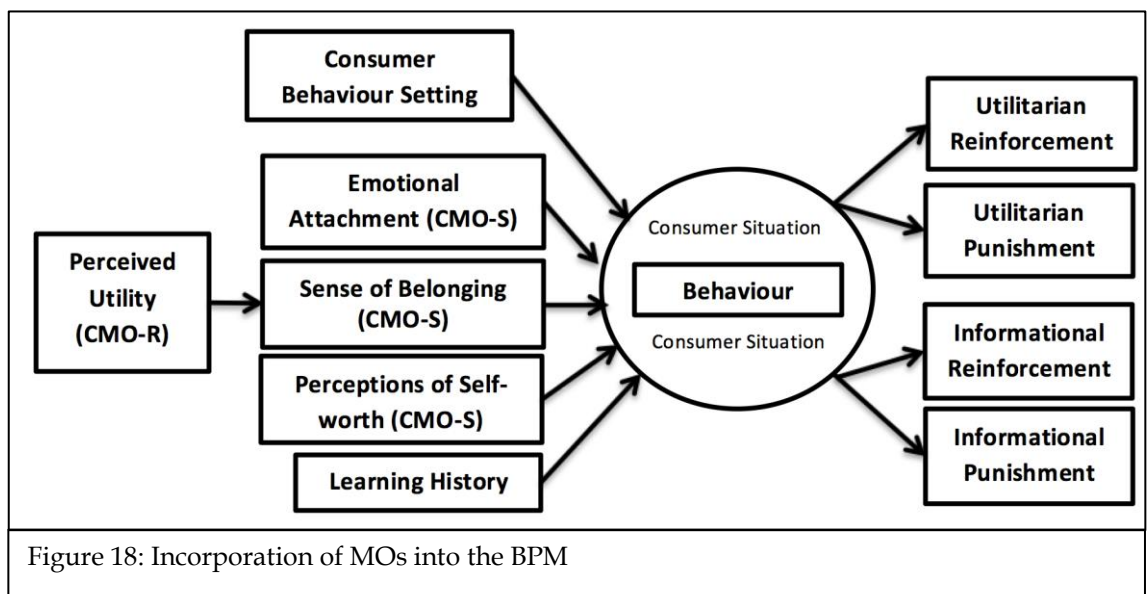 Consumer
Behaviour Setting
Emotional
Attachment (CMO-S)
Perceived
Utility
(CMO-R)
Sense of Belonging
(CMO-S)
Perceptions of Self-
worth (CMO-S)
Learning History
Consumer Situation
Behaviour
Consumer Situation
Utilitarian
Reinforcement
Utilitarian
Punishment
Informational
Reinforcement
Informational
Punishment
Figure 18: Incorporation of MOs into the BPM